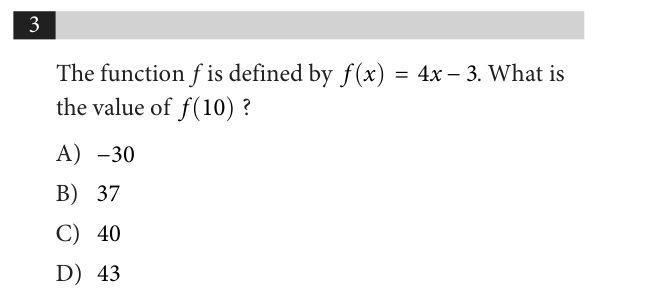 3
The function f is defined by f(x) = 4x – 3. What is
the value of f(10) ?
A) –30
B) 37
C) 40
D) 43